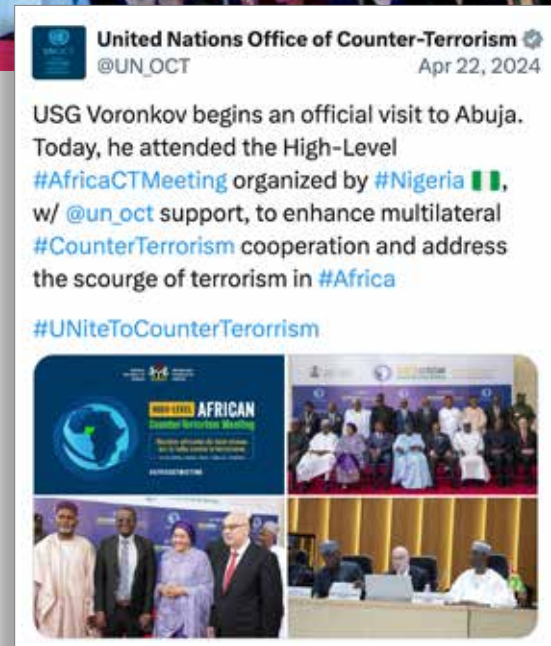 United Nations Office of Counter-Terrorism
@UN_OCT Apr 22, 2024
USG Voronkov begins an official visit to Abuja.
Today, he attended the High-Level
#AfricaCTMeeting organized by #Nigeria 🇳🇬,
w/ @un_oct support, to enhance multilateral
#CounterTerrorism cooperation and address
the scourge of terrorism in #Africa
#UNiteToCounterTerorrism
HIGH-LEVEL AFRICAN
Counter-Terrorism Meeting